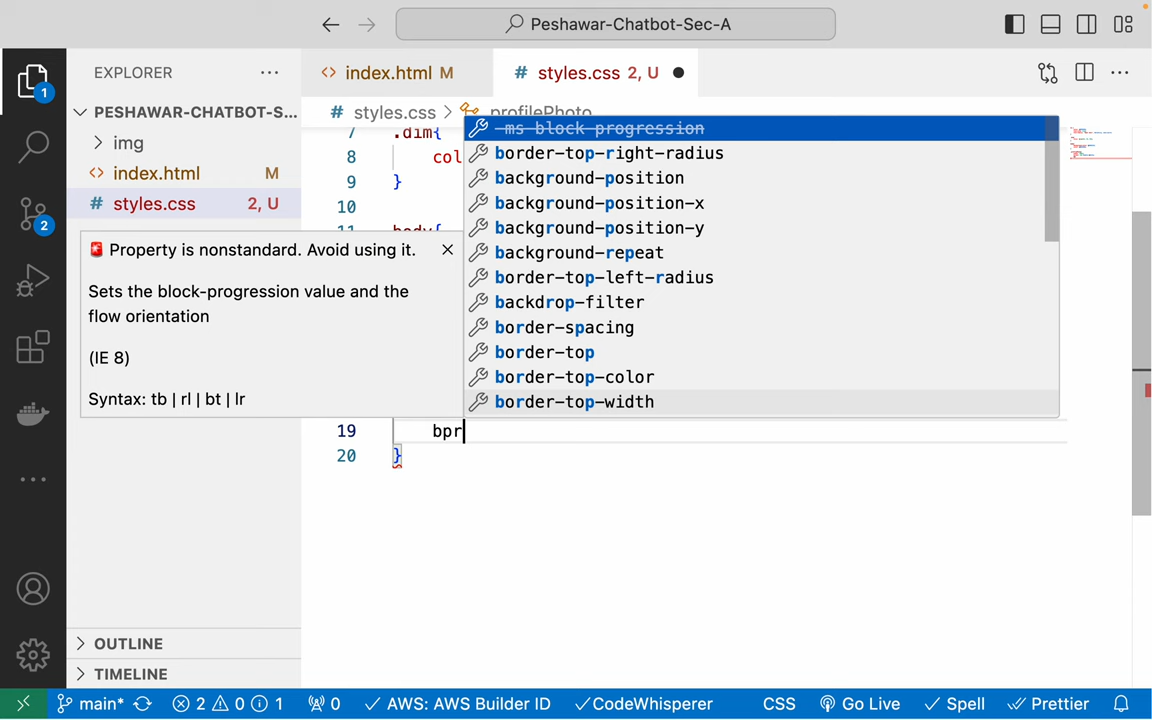 Peshawar-Chatbot-Sec-A
EXPLORER
index.html M
styles.css 2, U
PESHAWAR-CHATBOT-S...
styles.css > profilePhoto
img
index.html M
styles.css 2, U
7 .dim{
8 col
9 }
10
11 body{
-ms-block-progression
border-top-right-radius
background-position
background-position-x
background-position-y
background-repeat
border-top-left-radius
backdrop-filter
border-spacing
border-top
border-top-color
border-top-width
Property is nonstandard. Avoid using it.
Sets the block-progression value and the
flow orientation
(IE 8)
Syntax: tb | rl | bt | lr
19 bpr
20 }
1
2
OUTLINE
TIMELINE
main* 2 0 1 0 AWS: AWS Builder ID CodeWhisperer CSS Go Live Spell Prettier